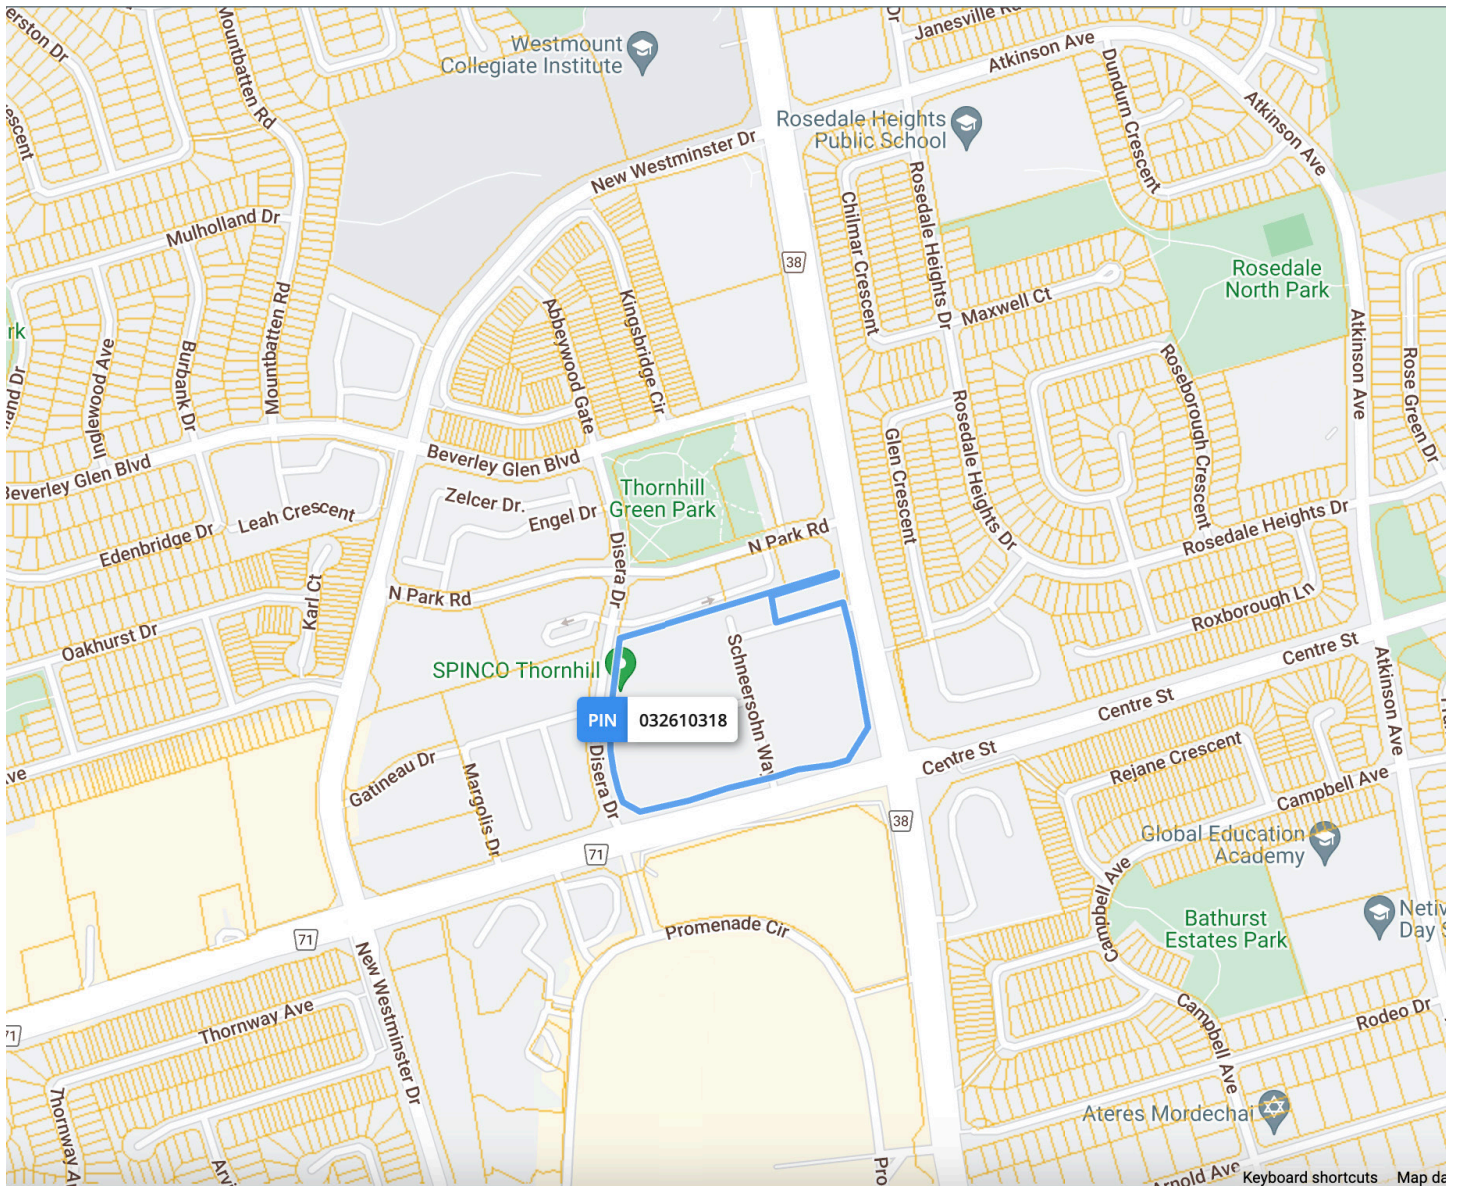 Janesville Rd
Atkinson Ave
Mountbatten Rd
Westmount
Collegiate Institute
Dundurn Crescent
Atkinson Ave
Rosedale Heights
Public School
New Westminster Dr
Rosedale Heights Dr
Chilmar Crescent
Mulholland Dr
38
Rosedale
North Park
Kingsbridge Cir
Abbeywood Gate
Mountbatten Rd
Maxwell Ct
Atkinson Ave
Rose Green Dr
Burbank Dr
Roseborough Crescent
Rosedale Heights Dr
Glen Crescent
Beverley Glen Blvd
Beverley Glen Blvd
Thornhill
Green Park
Zelcer Dr.
Engel Dr
Leah Crescent
Edenbridge Dr
N Park Rd
Rosedale Heights Dr
Disera Dr
N Park Rd
Karl Ct
Roxborough Ln
Oakhurst Dr
Centre St
SPINCO Thornhill
Schneersohn Way
Atkinson Ave
PIN 032610318
Centre St
Centre St
Rejane Crescent
Gatineau Dr
Disera Dr
Margolis Dr
Campbell Ave
38
Global Education
Academy
71
Campbell Ave
Promenade Cir
Bathurst
Estates Park
71
New Westminster Dr
Thornway Ave
Campbell Ave
Rodeo Dr
71
Thornway A
Ateres Mordechai
Arnold Ave
Keyboard shortcuts
Map da